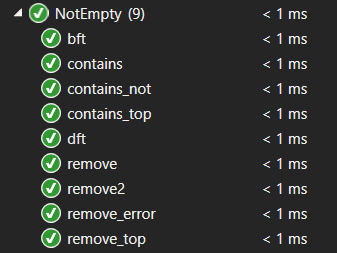 NotEmpty (9) < 1 ms
bft < 1 ms
contains < 1 ms
contains_not < 1 ms
contains_top < 1 ms
dft < 1 ms
remove < 1 ms
remove2 < 1 ms
remove_error < 1 ms
remove_top < 1 ms